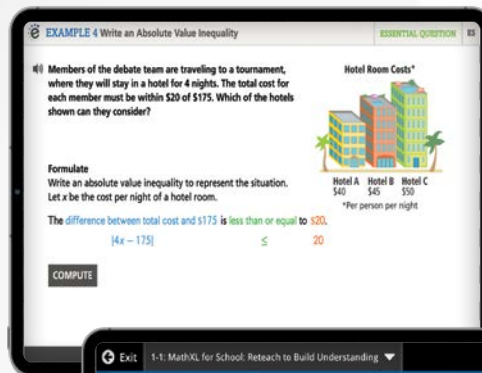 EXAMPLE 4 Write an Absolute Value Inequality
ESSENTIAL QUESTION
ES
Members of the debate team are traveling to a tournament,
where they will stay in a hotel for 4 nights. The total cost for
each member must be within $20 of $175. Which of the hotels
shown can they consider?
Hotel Room Costs*
Hotel A Hotel B Hotel C
$40 $45 $50
*Per person per night
Formulate
Write an absolute value inequality to represent the situation.
Let x be the cost per night of a hotel room.
The difference between total cost and $175 is less than or equal to $20.
|4x − 175| ≤ 20
COMPUTE
Exit 1-1: MathXL for School: Reteach to Build Understanding